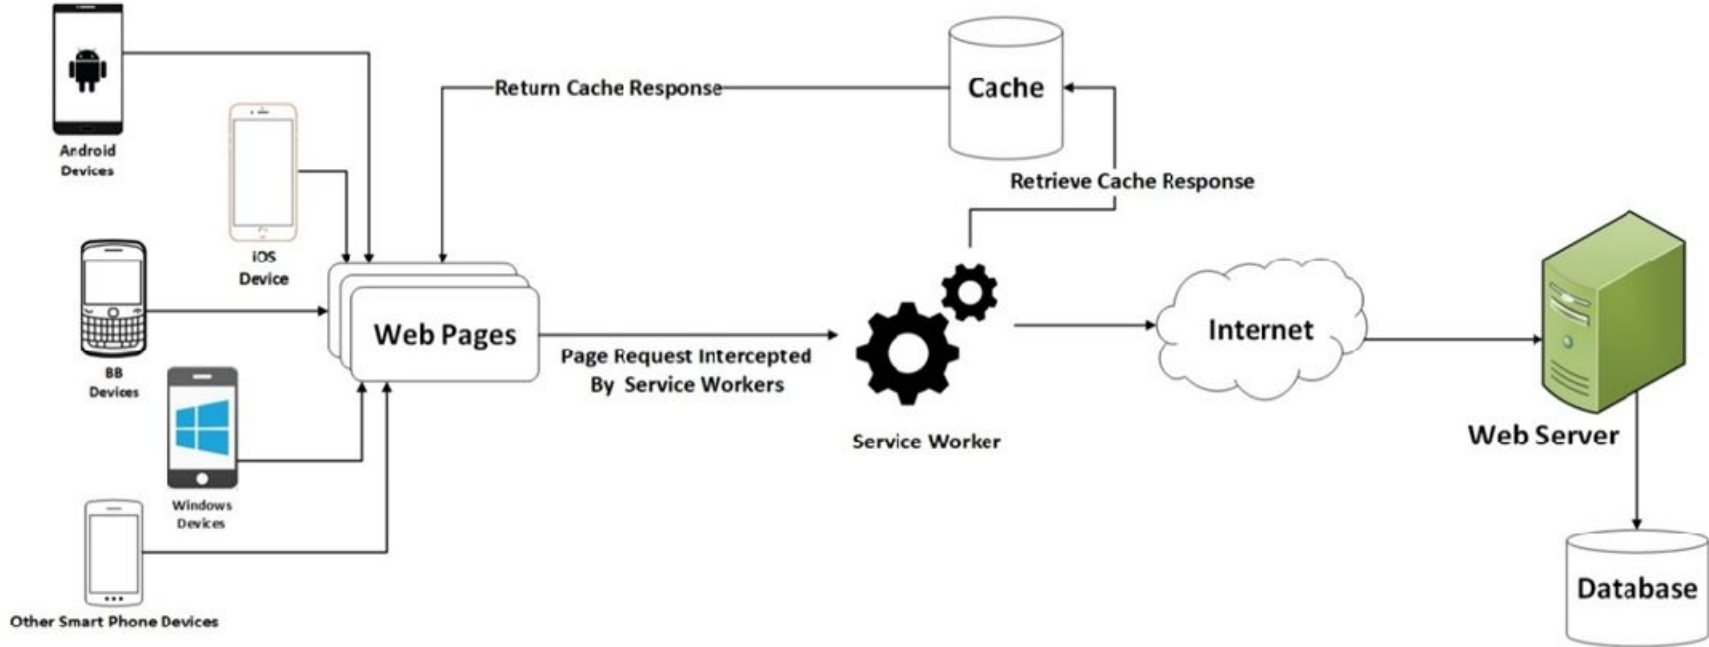 Android
Devices
iOS
Device
BB
Devices
Windows
Devices
Other Smart Phone Devices
Web Pages
Return Cache Response
Cache
Retrieve Cache Response
Page Request Intercepted
By Service Workers
Service Worker
Internet
Web Server
Database